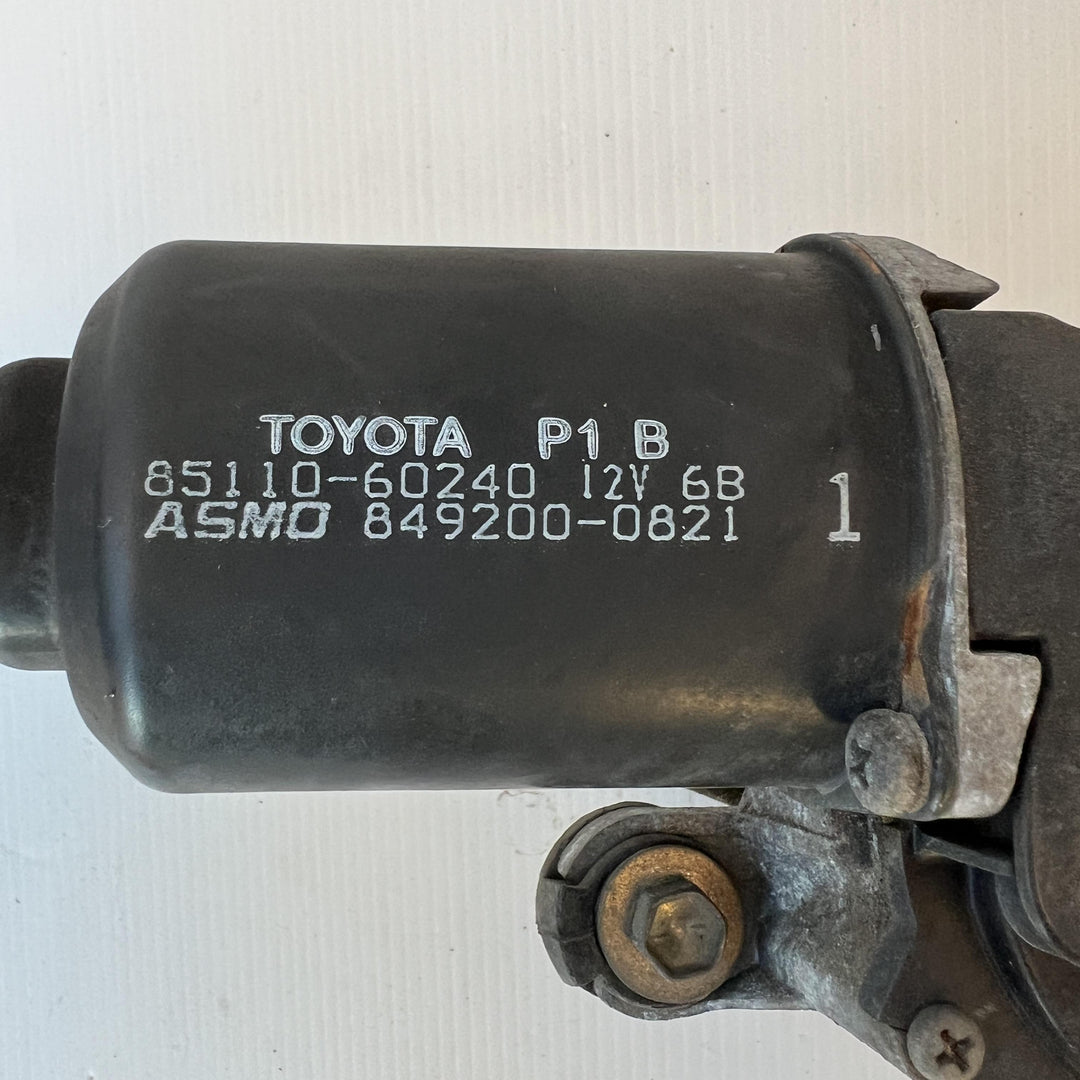 TOYOTA P1 B
85110-60240 12V 6B
ASMO 849200-0821
1